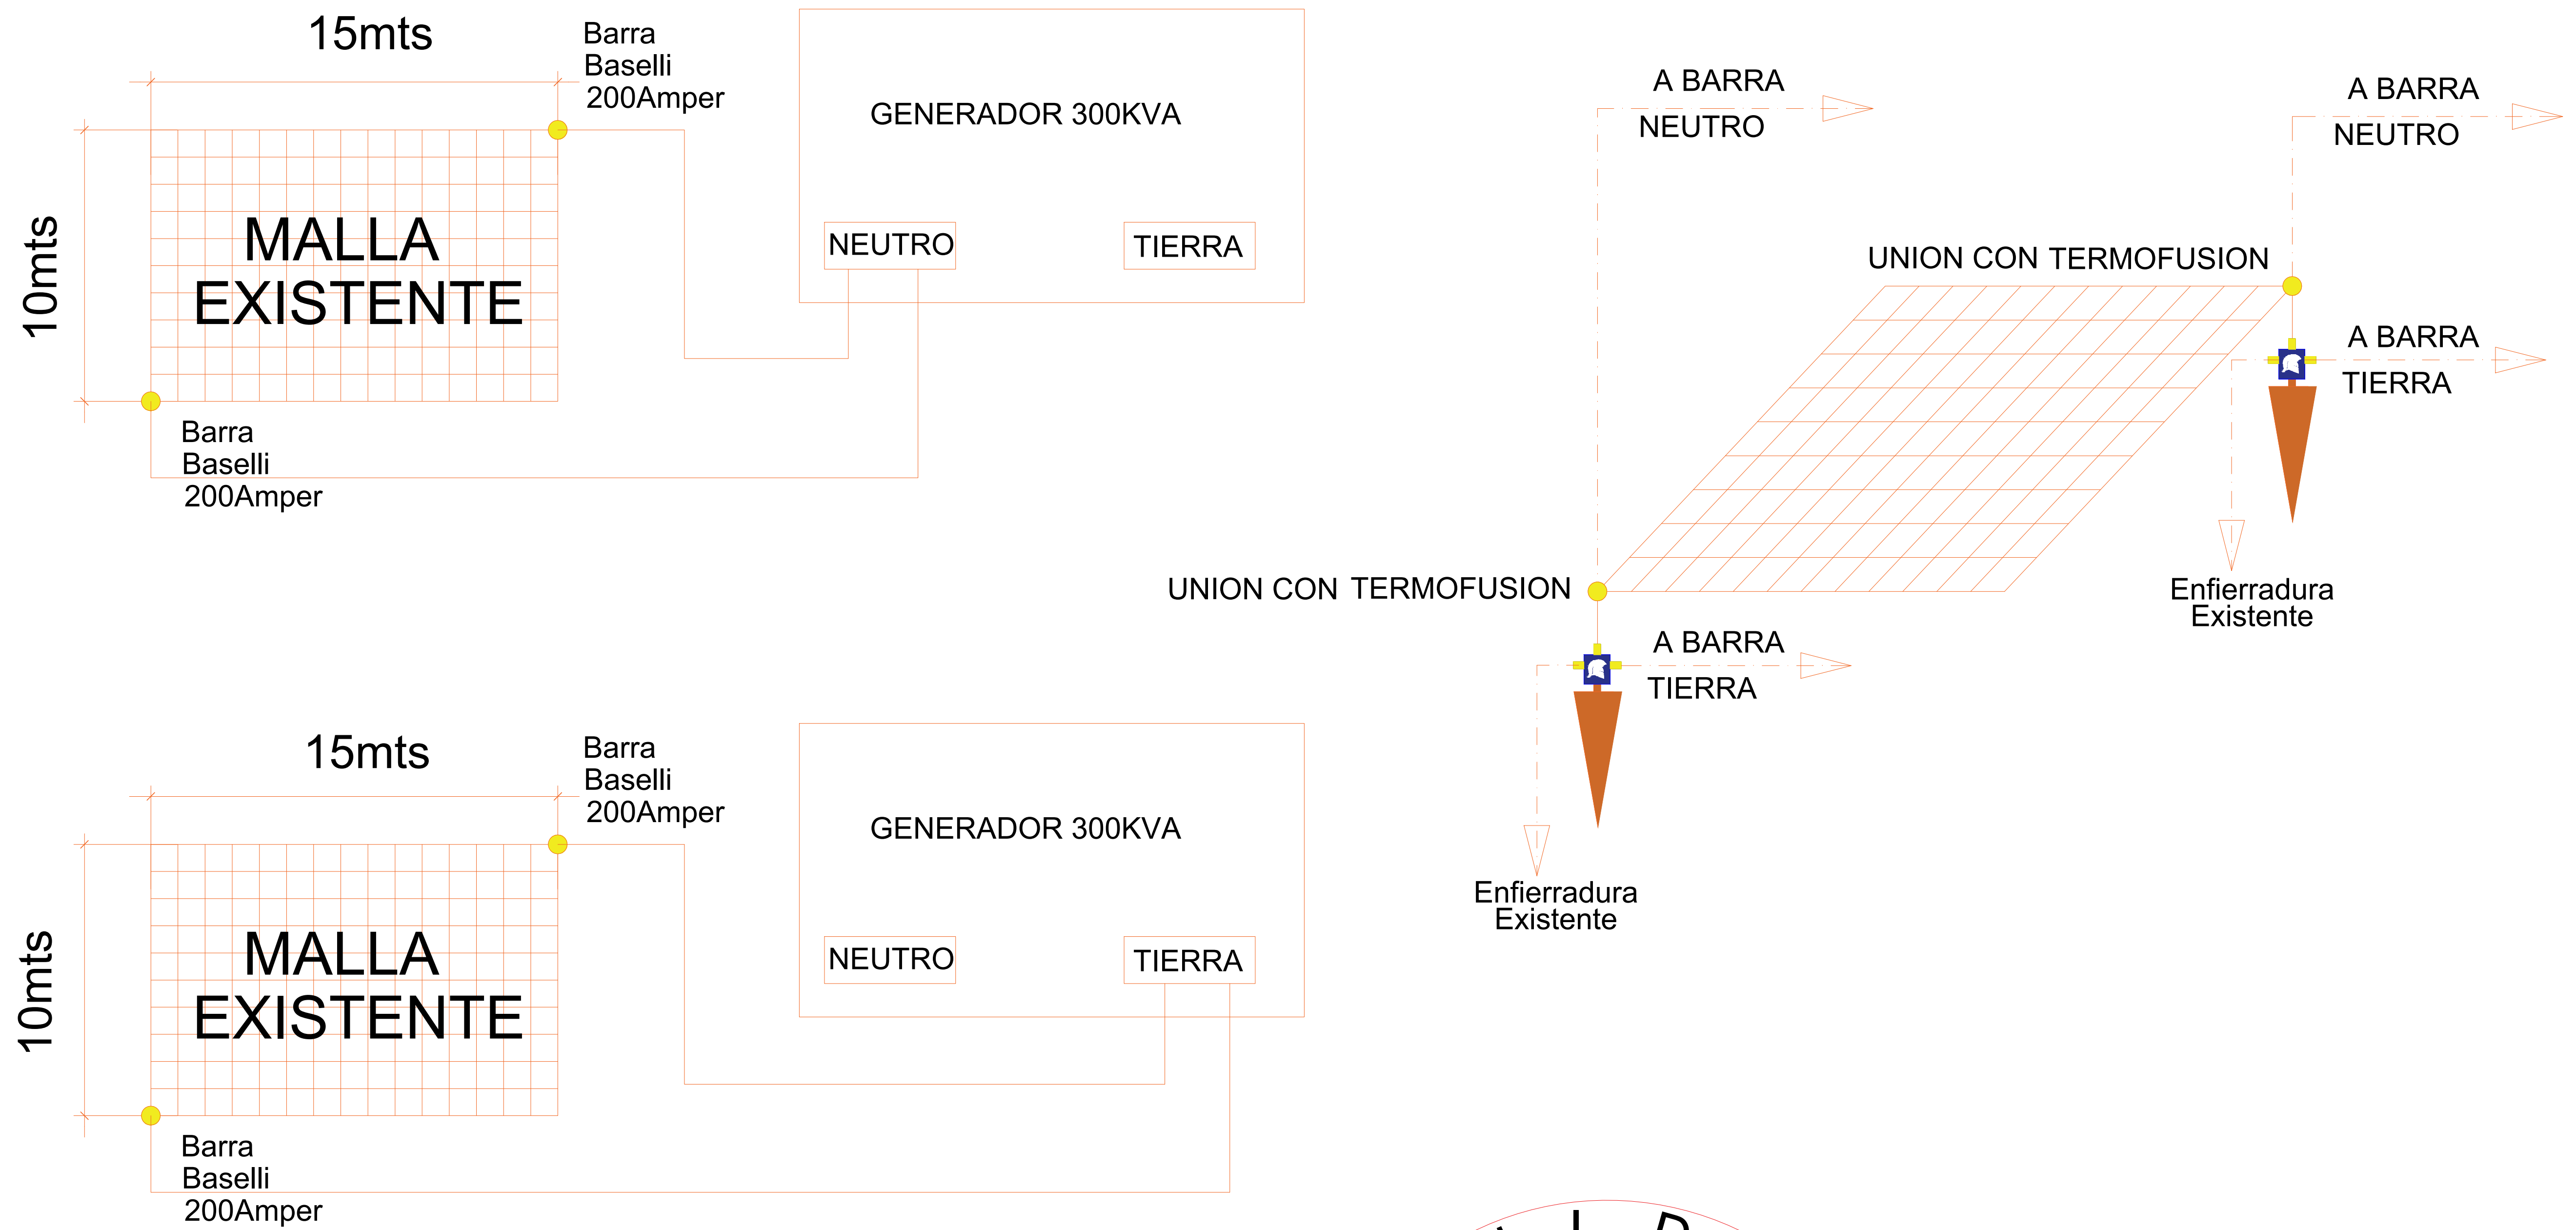 15mts
Barra
Baselli
200Amper
10mts
MALLA
EXISTENTE
Barra
Baselli
200Amper
GENERADOR 300KVA
NEUTRO
TIERRA
A BARRA
NEUTRO
A BARRA
NEUTRO
UNION CON TERMOFUSION
A BARRA
TIERRA
Enfierradura
Existente
UNION CON TERMOFUSION
A BARRA
TIERRA
Enfierradura
Existente
15mts
Barra
Baselli
200Amper
10mts
MALLA
EXISTENTE
Barra
Baselli
200Amper
GENERADOR 300KVA
NEUTRO
TIERRA